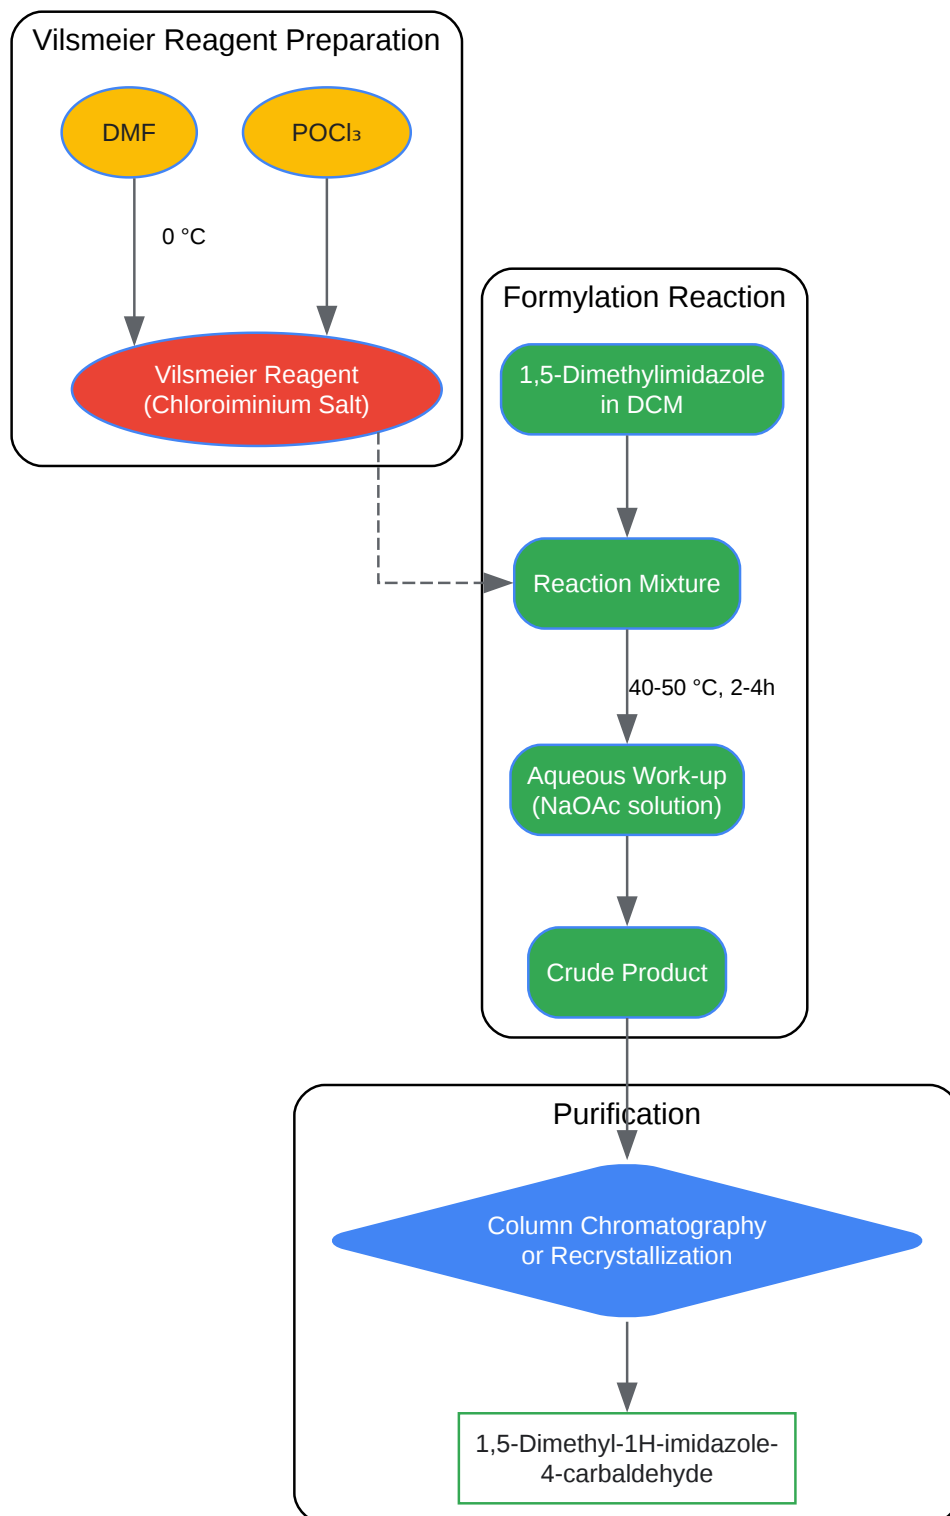 Vilsmeier Reagent Preparation
DMF
POCl₃
0 °C
Vilsmeier Reagent
(Chloroiminium Salt)
Formylation Reaction
1,5-Dimethylimidazole
in DCM
Reaction Mixture
40-50 °C, 2-4h
Aqueous Work-up
(NaOAc solution)
Crude Product
Purification
Column Chromatography
or Recrystallization
1,5-Dimethyl-1H-imidazole-
4-carbaldehyde